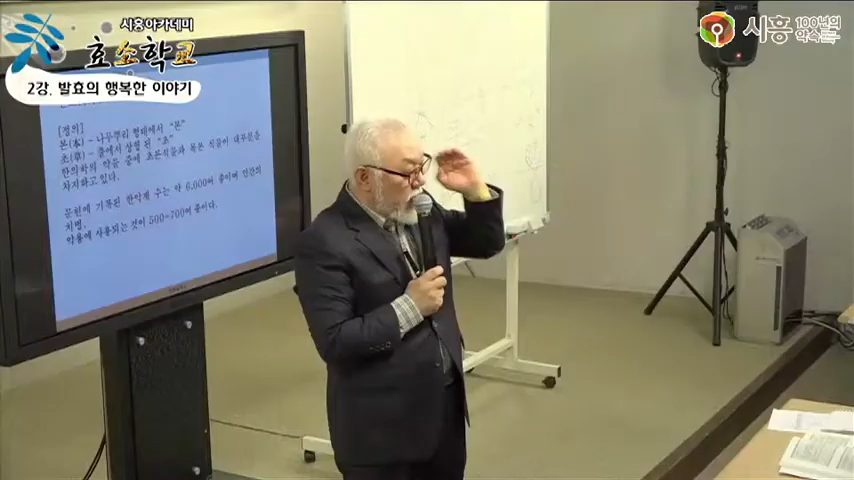 시흥아카데미
효소학교
2강. 발효의 행복한 이야기
시흥
100년의
약속
[정의]
본(本) - 나무뿌리 형태에서 "본"
초(草) - 풀에서 상형 된 "초"
한의학의 약들 중에 초본식물과 목본 식물이 대부분을
차지하고 있다.
문헌에 기록된 한약재 수는 약 6,000여 종이며 인간의
치병,
약용에 사용되는 것이 500~700여 종이다.